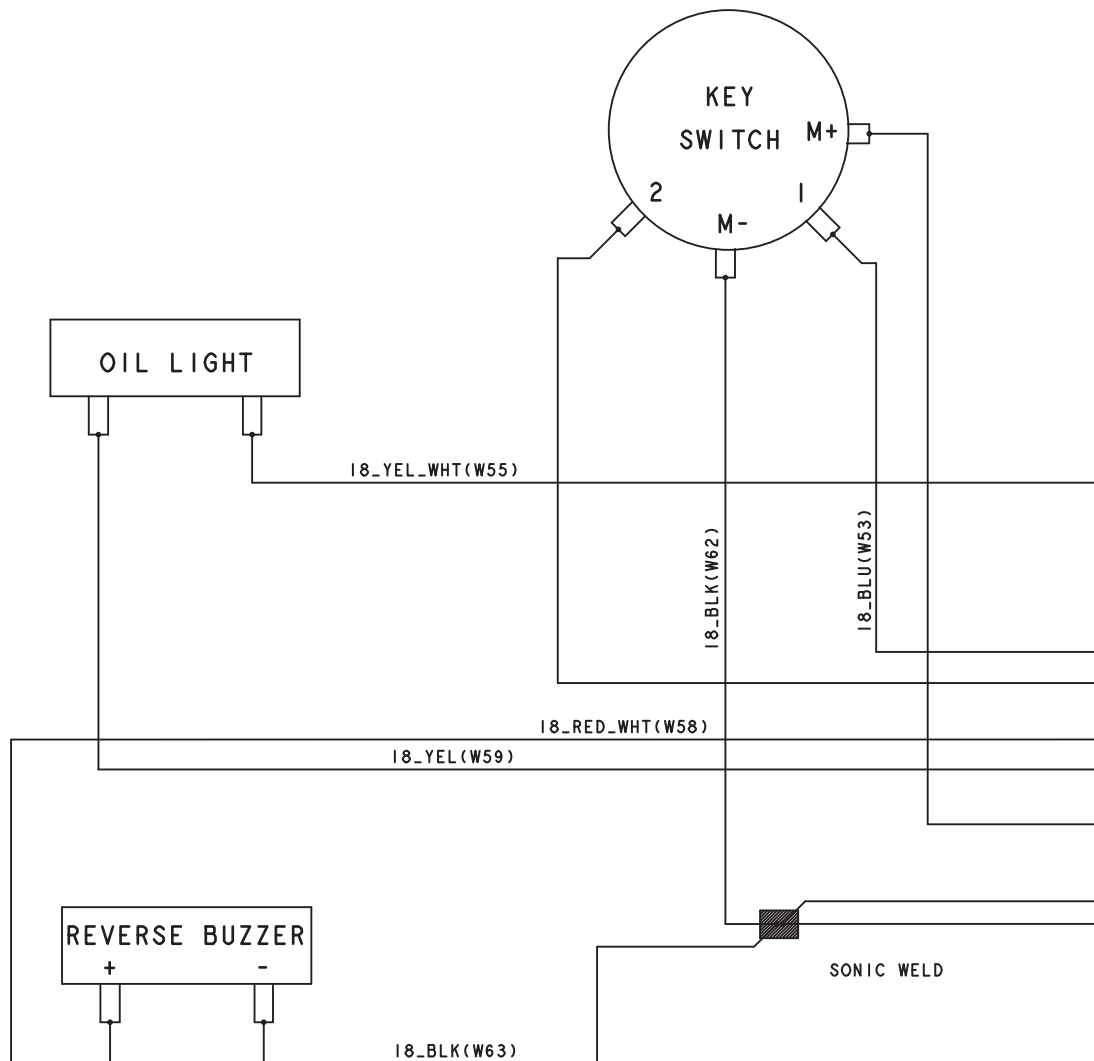 KEY
SWITCH
M+
2
1
M-
OIL LIGHT
18_YEL_WHT(W55)
18_BLK(W62)
18_BLU(W53)
18_RED_WHT(W58)
18_YEL(W59)
REVERSE BUZZER
+ -
SONIC WELD
18_BLK(W63)